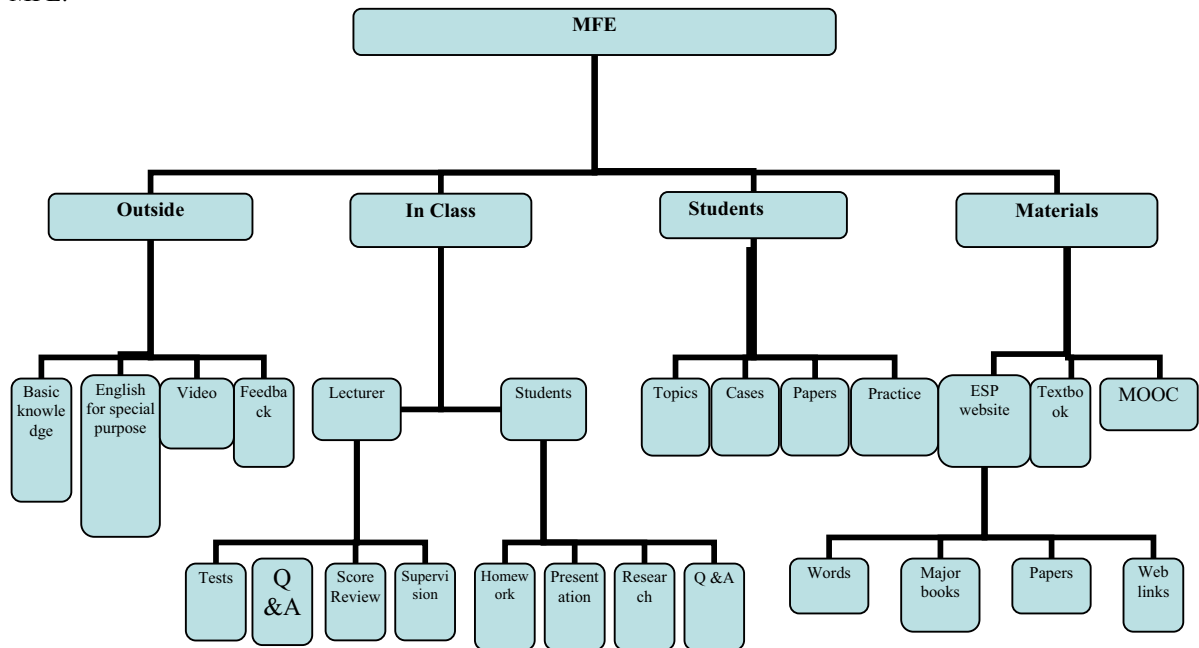 MFE.
MFE
Outside
In Class
Students
Materials
Basic
knowle
dge
English
for special
purpose
Video
Feedba
ck
Lecturer
Students
Topics
Cases
Papers
Practice
ESP
website
Textbo
ok
MOOC
Tests
Q
&A
Score
Review
Supervi
sion
Homew
ork
Present
ation
Resear
ch
Q &A
Words
Major
books
Papers
Web
links